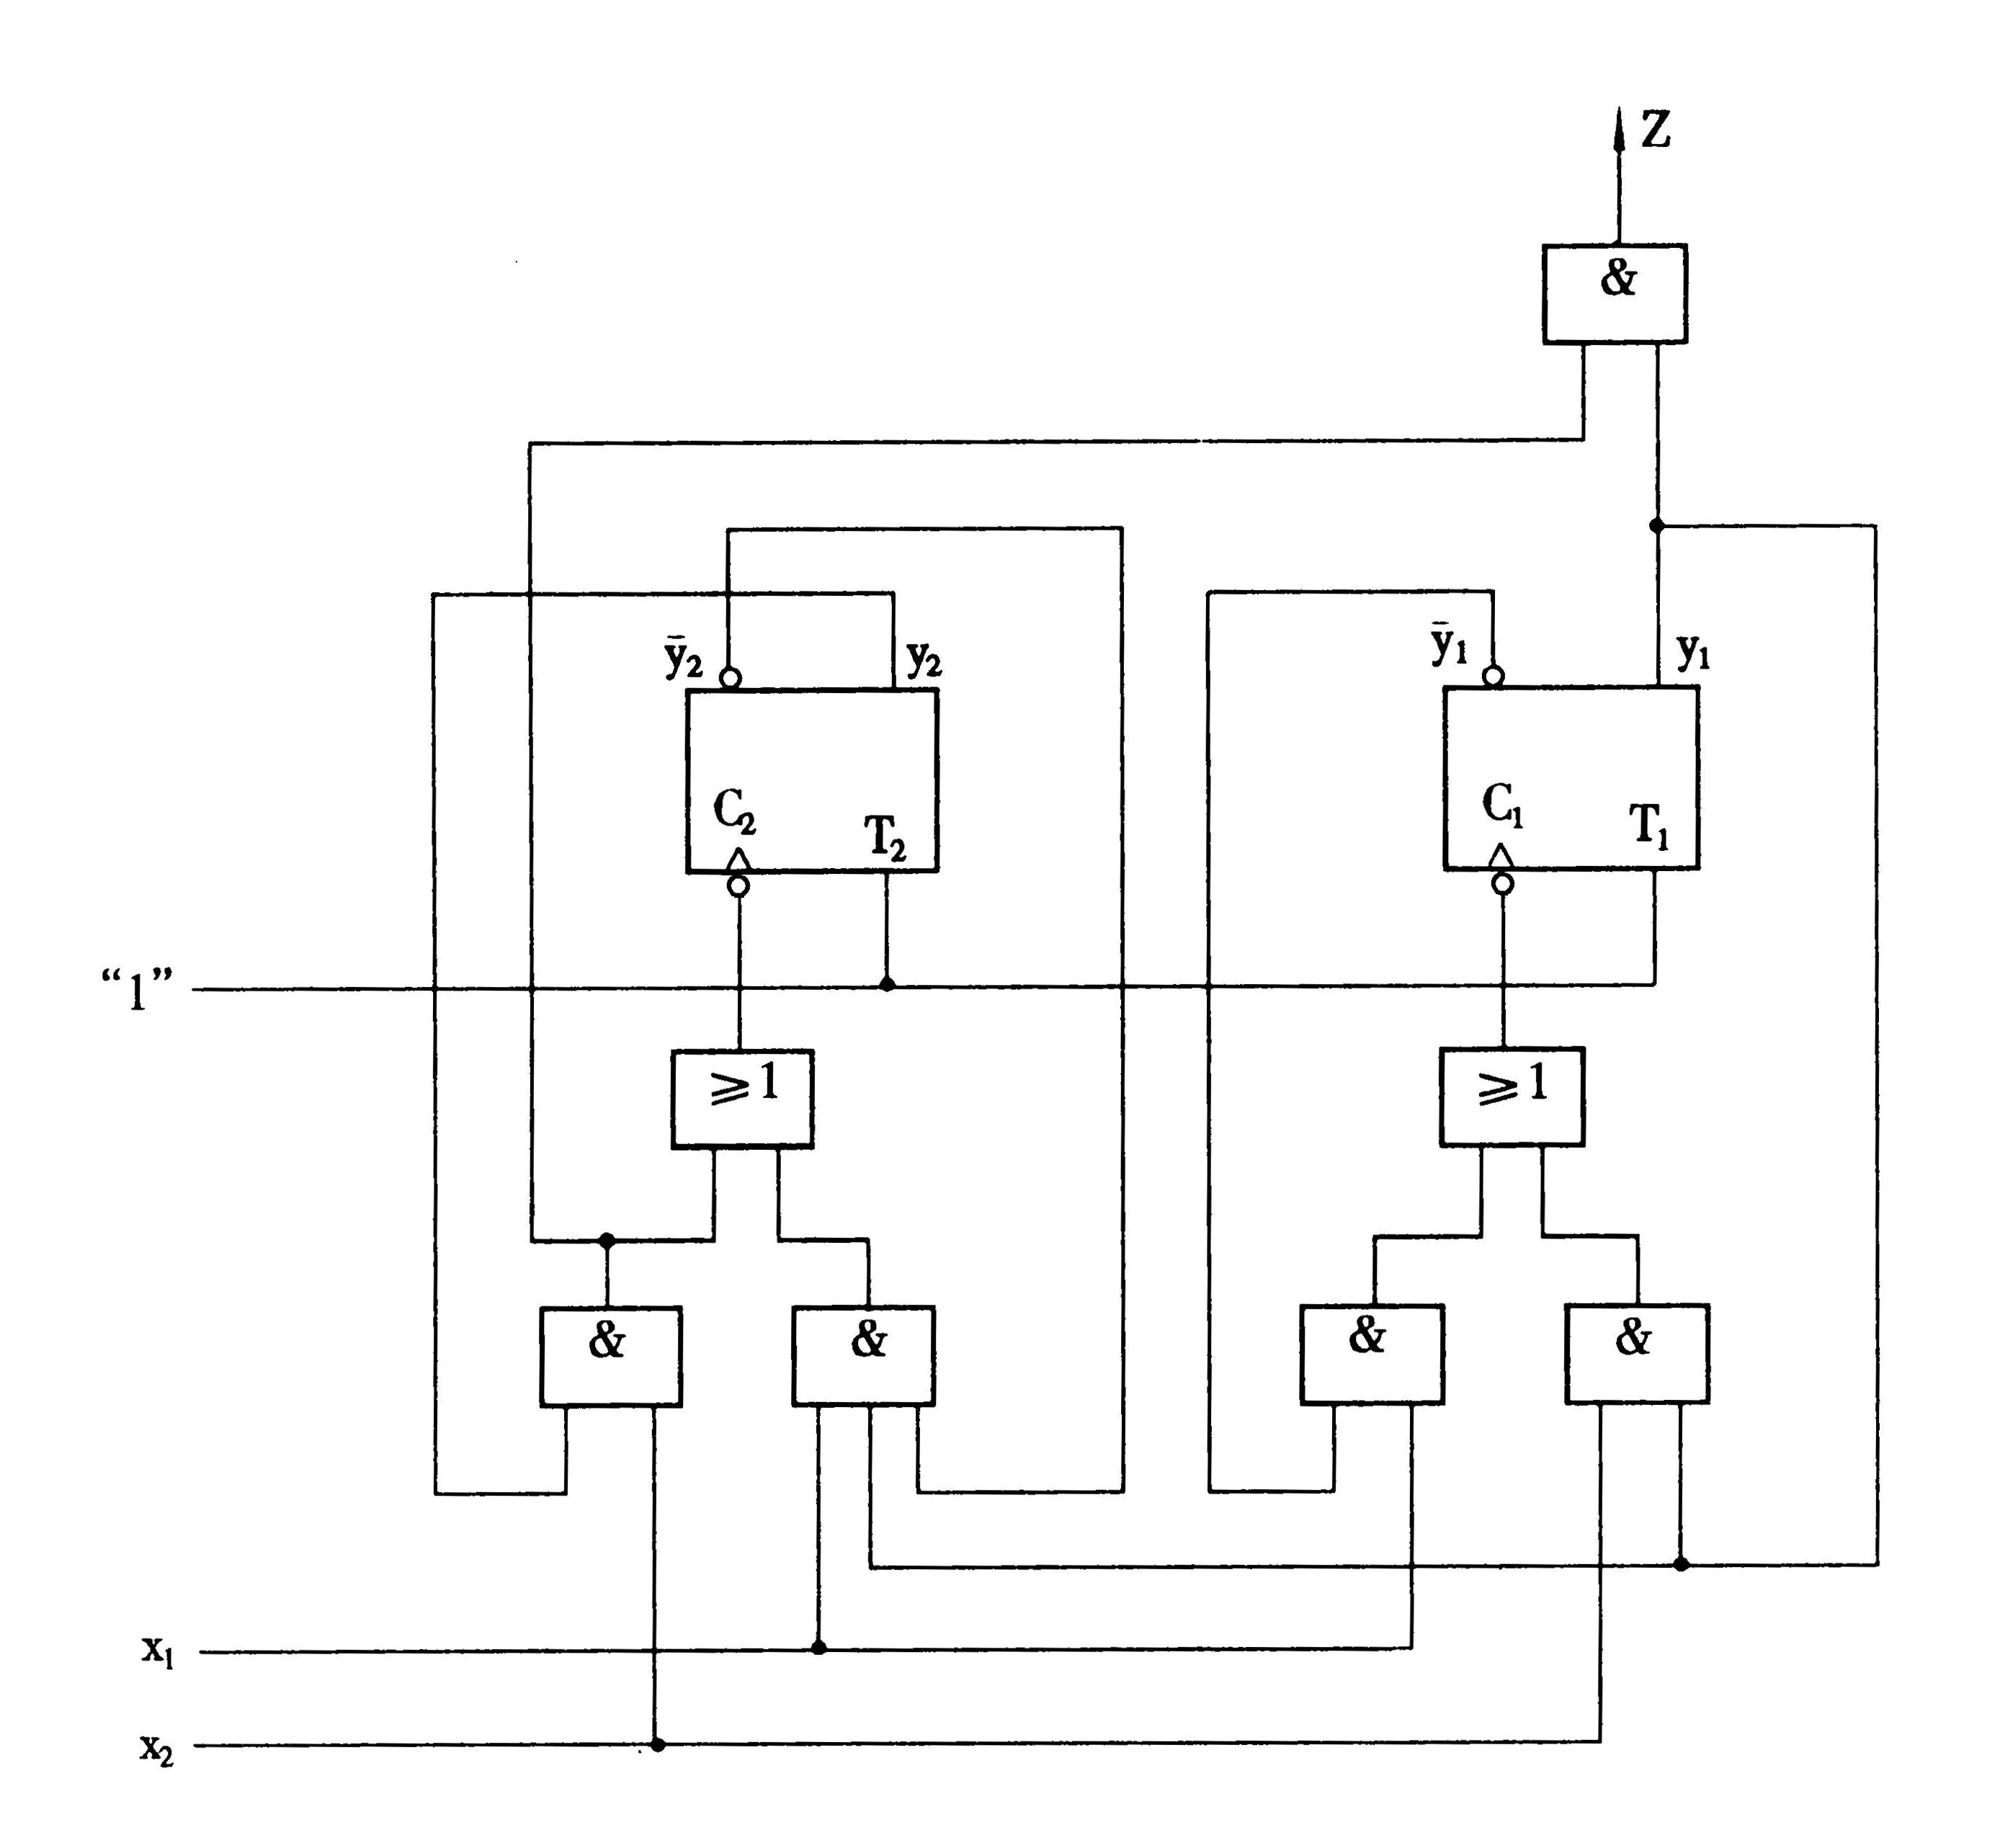 Z
&
ȳ₂ y₂
ȳ₁ y₁
C₂ T₂
C₁ T₁
“1”
≥1 ≥1
& & & &
x₁
x₂